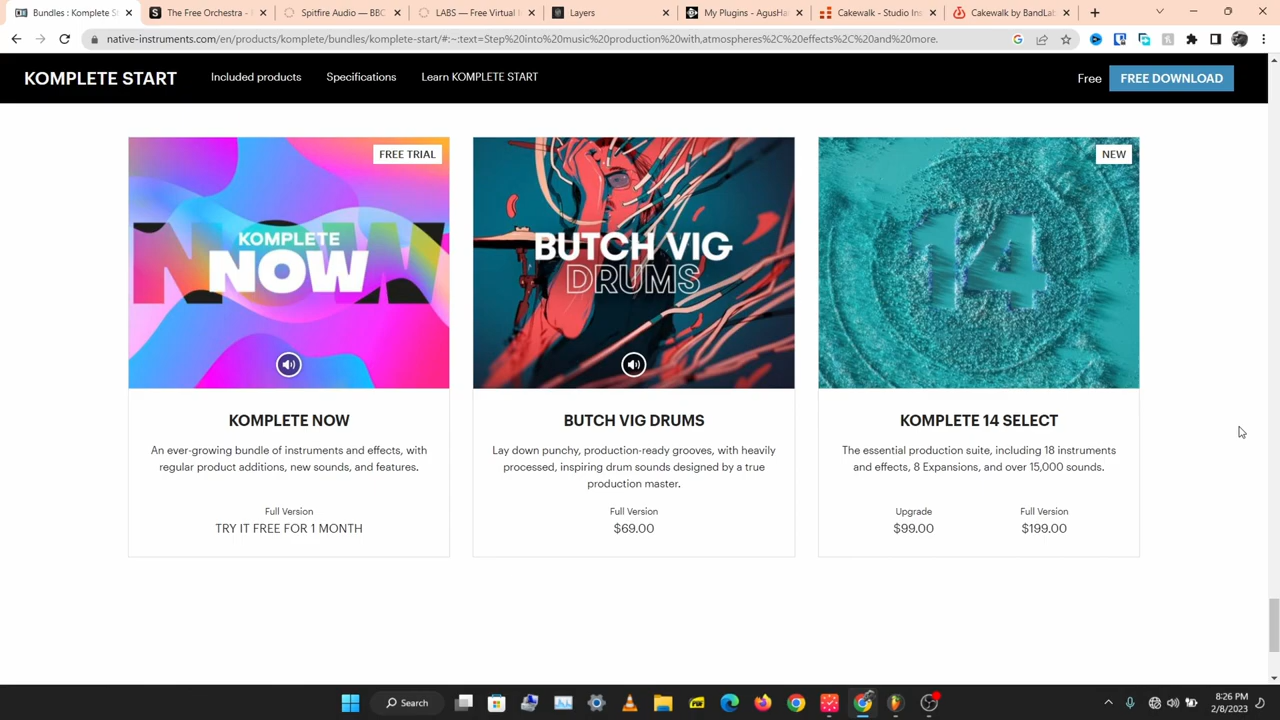 Bundles : Komplete S
The Free Orchestra -
Spitfire Audio — BBC
LABS — Free Virtual I
Layers
My Plugins - AgusHar
Cakewalk - Studio Ins
Cakewalk by BandLab
native-instruments.com/en/products/komplete/bundles/komplete-start/#:~:text=Step%20into%20music%20production%20with,atmospheres%2C%20effects%2C%20and%20more.
KOMPLETE START
Included products
Specifications
Learn KOMPLETE START
Free
FREE DOWNLOAD
FREE TRIAL
KOMPLETE
NOW
KOMPLETE NOW
An ever-growing bundle of instruments and effects, with
regular product additions, new sounds, and features.
Full Version
TRY IT FREE FOR 1 MONTH
BUTCH VIG
DRUMS
BUTCH VIG DRUMS
Lay down punchy, production-ready grooves, with heavily
processed, inspiring drum sounds designed by a true
production master.
Full Version
$69.00
NEW
14
KOMPLETE 14 SELECT
The essential production suite, including 18 instruments
and effects, 8 Expansions, and over 15,000 sounds.
Upgrade
$99.00
Full Version
$199.00
Search
8:26 PM
2/8/2023